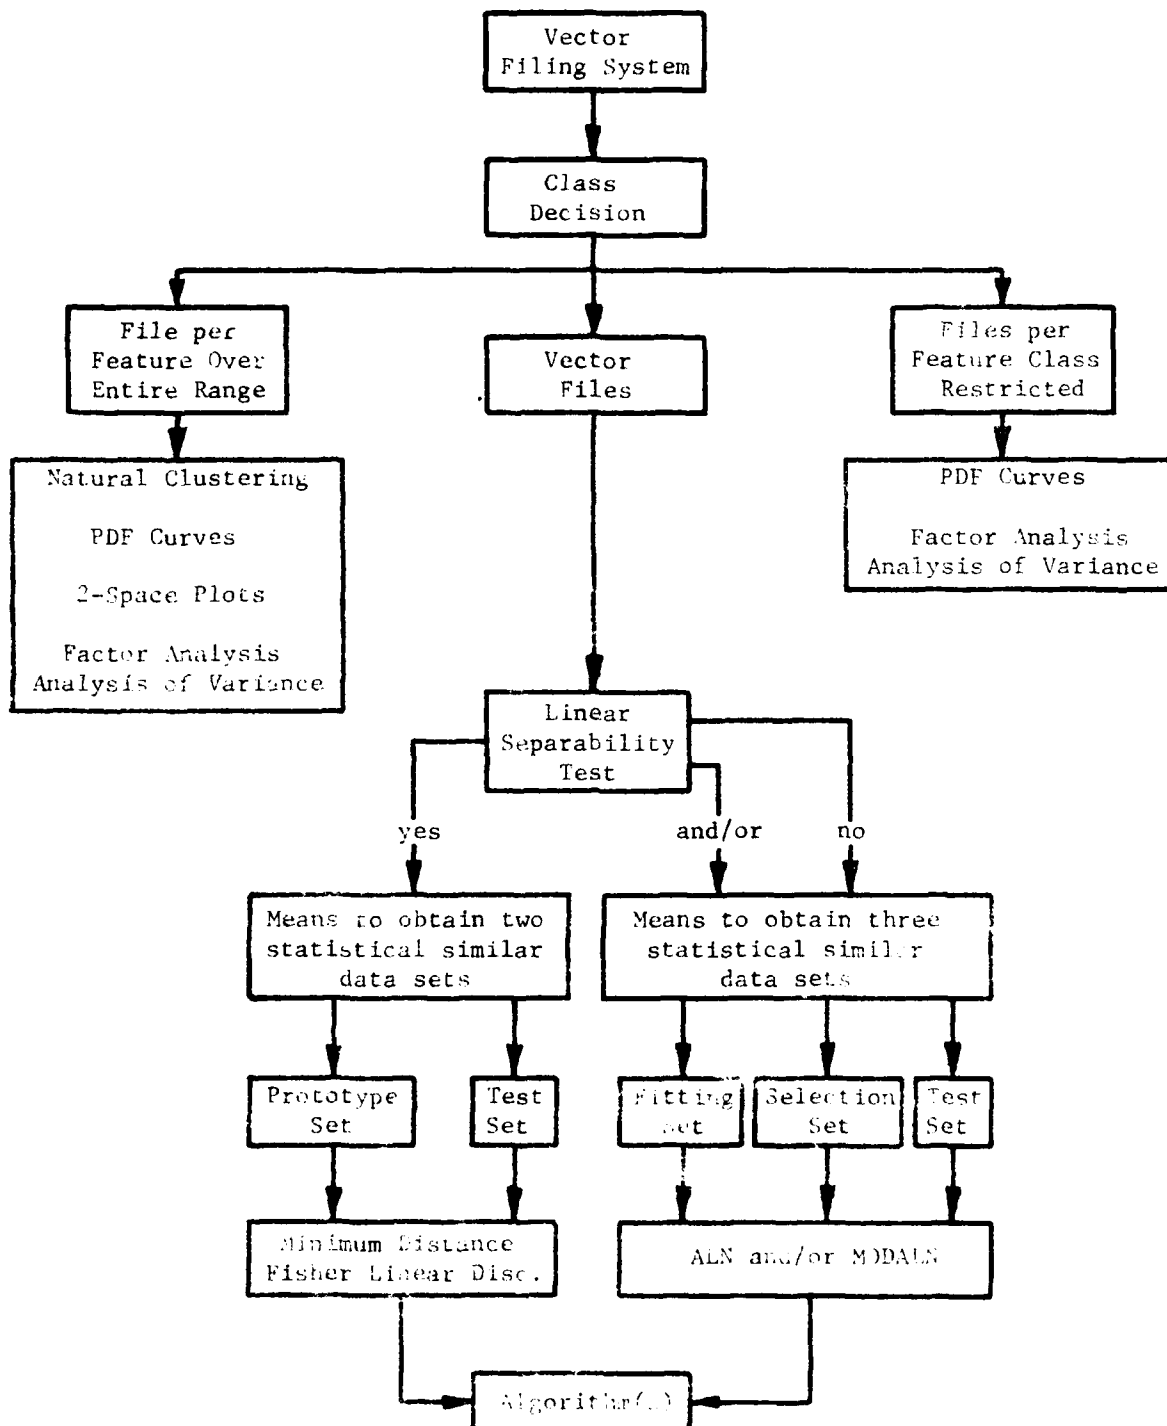 Vector
Filing System
Class
Decision
File per
Feature Over
Entire Range
Vector
Files
Files per
Feature Class
Restricted
Natural Clustering
PDF Curves
2-Space Plots
Factor Analysis
Analysis of Variance
PDF Curves
Factor Analysis
Analysis of Variance
Linear
Separability
Test
yes
and/or
no
Means to obtain two
statistical similar
data sets
Means to obtain three
statistical similar
data sets
Prototype
Set
Test
Set
Fitting
Set
Selection
Set
Test
Set
Minimum Distance
Fisher Linear Disc.
ALN and/or MODALN
Algorithm(s)